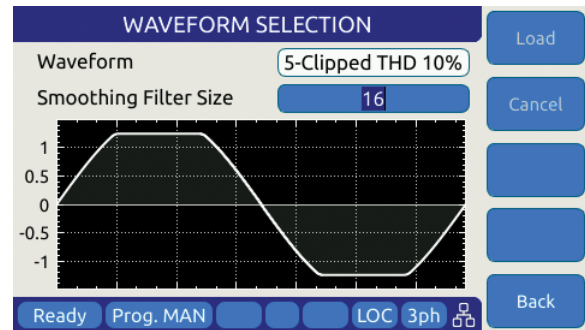 WAVEFORM SELECTION
Load
Waveform
5-Clipped THD 10%
Smoothing Filter Size
16
Cancel
1
0.5
0
-0.5
-1
Back
Ready
Prog. MAN
LOC
3ph